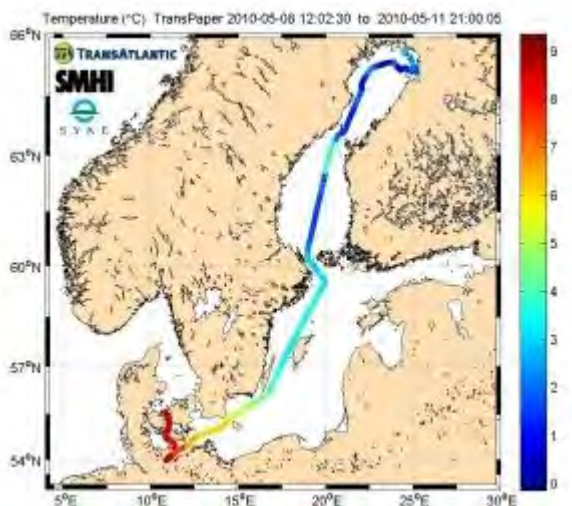 Temperature (°C) TransPaper 2010-05-06 12:02:30 to 2010-05-11 21:00:05
TRANSATLANTIC
SMHI
SYKE
66°N
63°N
60°N
57°N
54°N
5°E 10°E 15°E 20°E 25°E 30°E
9
8
7
6
5
4
3
2
1
0